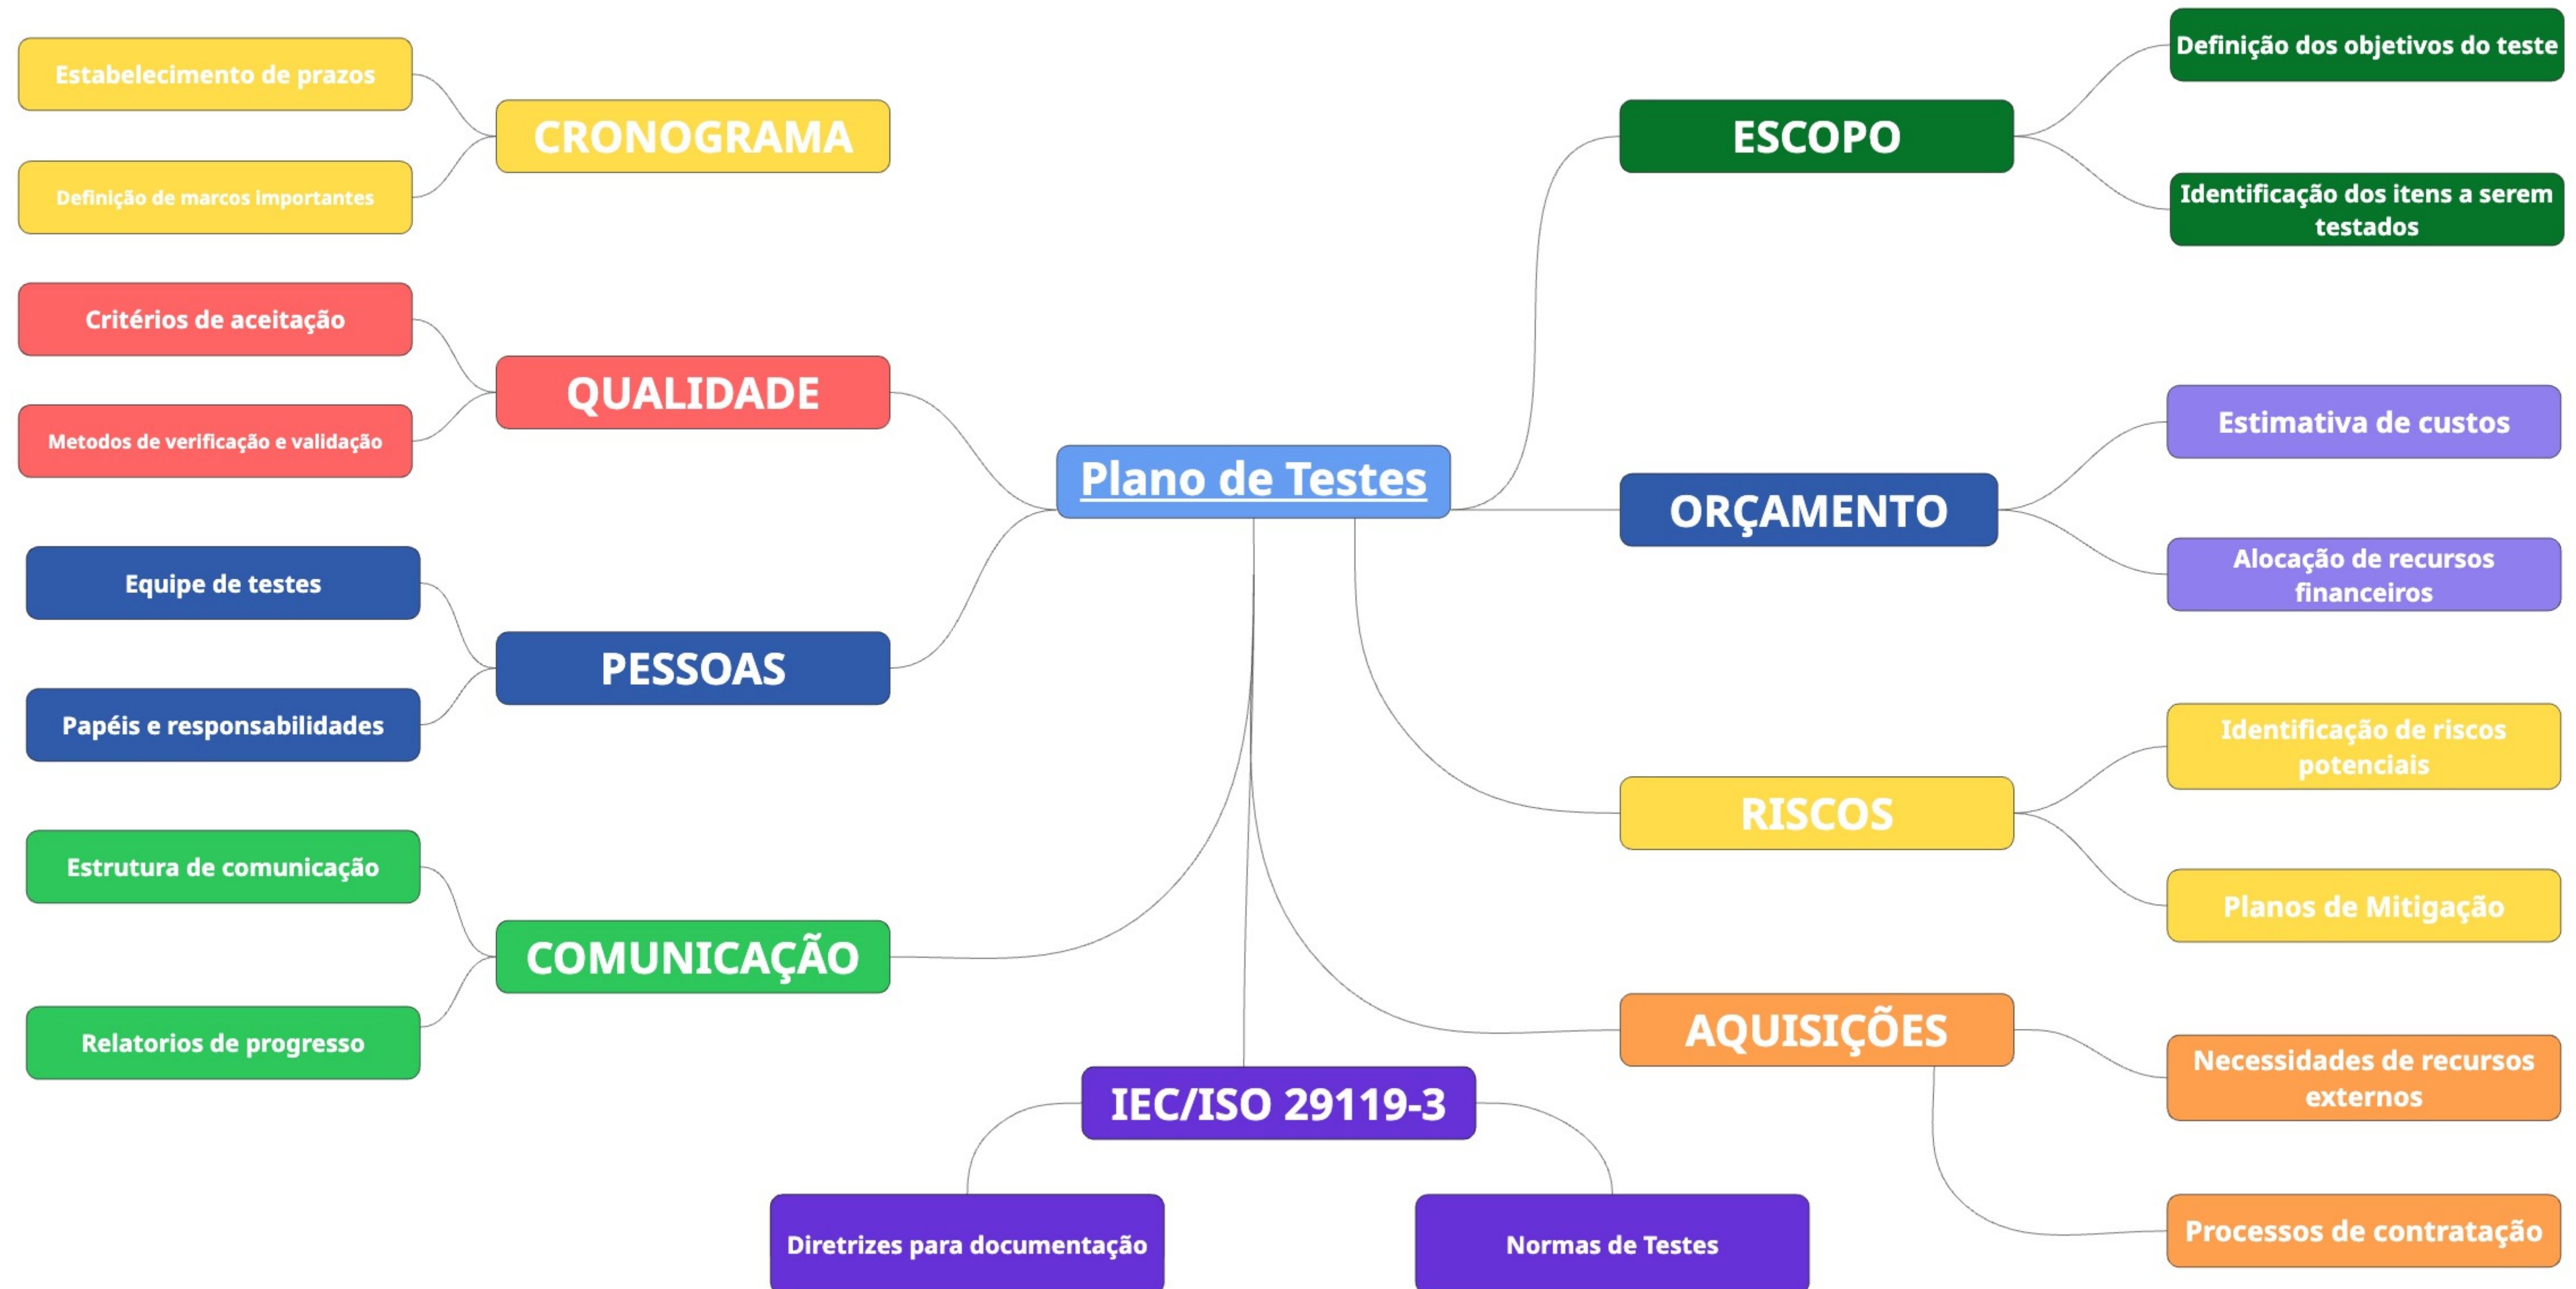 Plano de Testes
CRONOGRAMA
Estabelecimento de prazos
Definição de marcos importantes
QUALIDADE
Critérios de aceitação
Metodos de verificação e validação
PESSOAS
Equipe de testes
Papéis e responsabilidades
COMUNICAÇÃO
Estrutura de comunicação
Relatorios de progresso
IEC/ISO 29119-3
Diretrizes para documentação
Normas de Testes
ESCOPO
Definição dos objetivos do teste
Identificação dos itens a serem
testados
ORÇAMENTO
Estimativa de custos
Alocação de recursos
financeiros
RISCOS
Identificação de riscos
potenciais
Planos de Mitigação
AQUISIÇÕES
Necessidades de recursos
externos
Processos de contratação